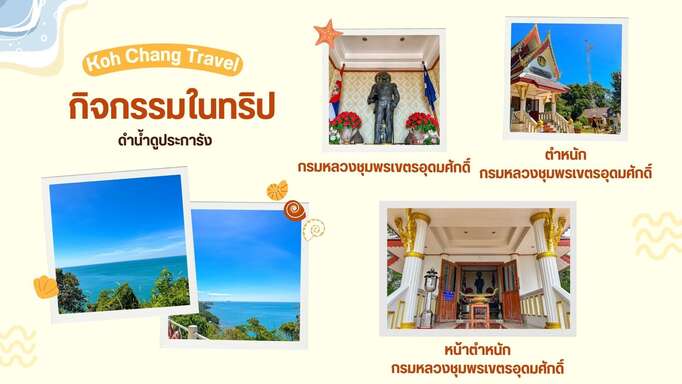 Koh Chang Travel
กิจกรรมในทริป
ดำน้ำดูประการัง
กรมหลวงชุมพรเขตรอุดมศักดิ์
ตำหนัก
กรมหลวงชุมพรเขตรอุดมศักดิ์
หน้าตำหนัก
กรมหลวงชุมพรเขตรอุดมศักดิ์